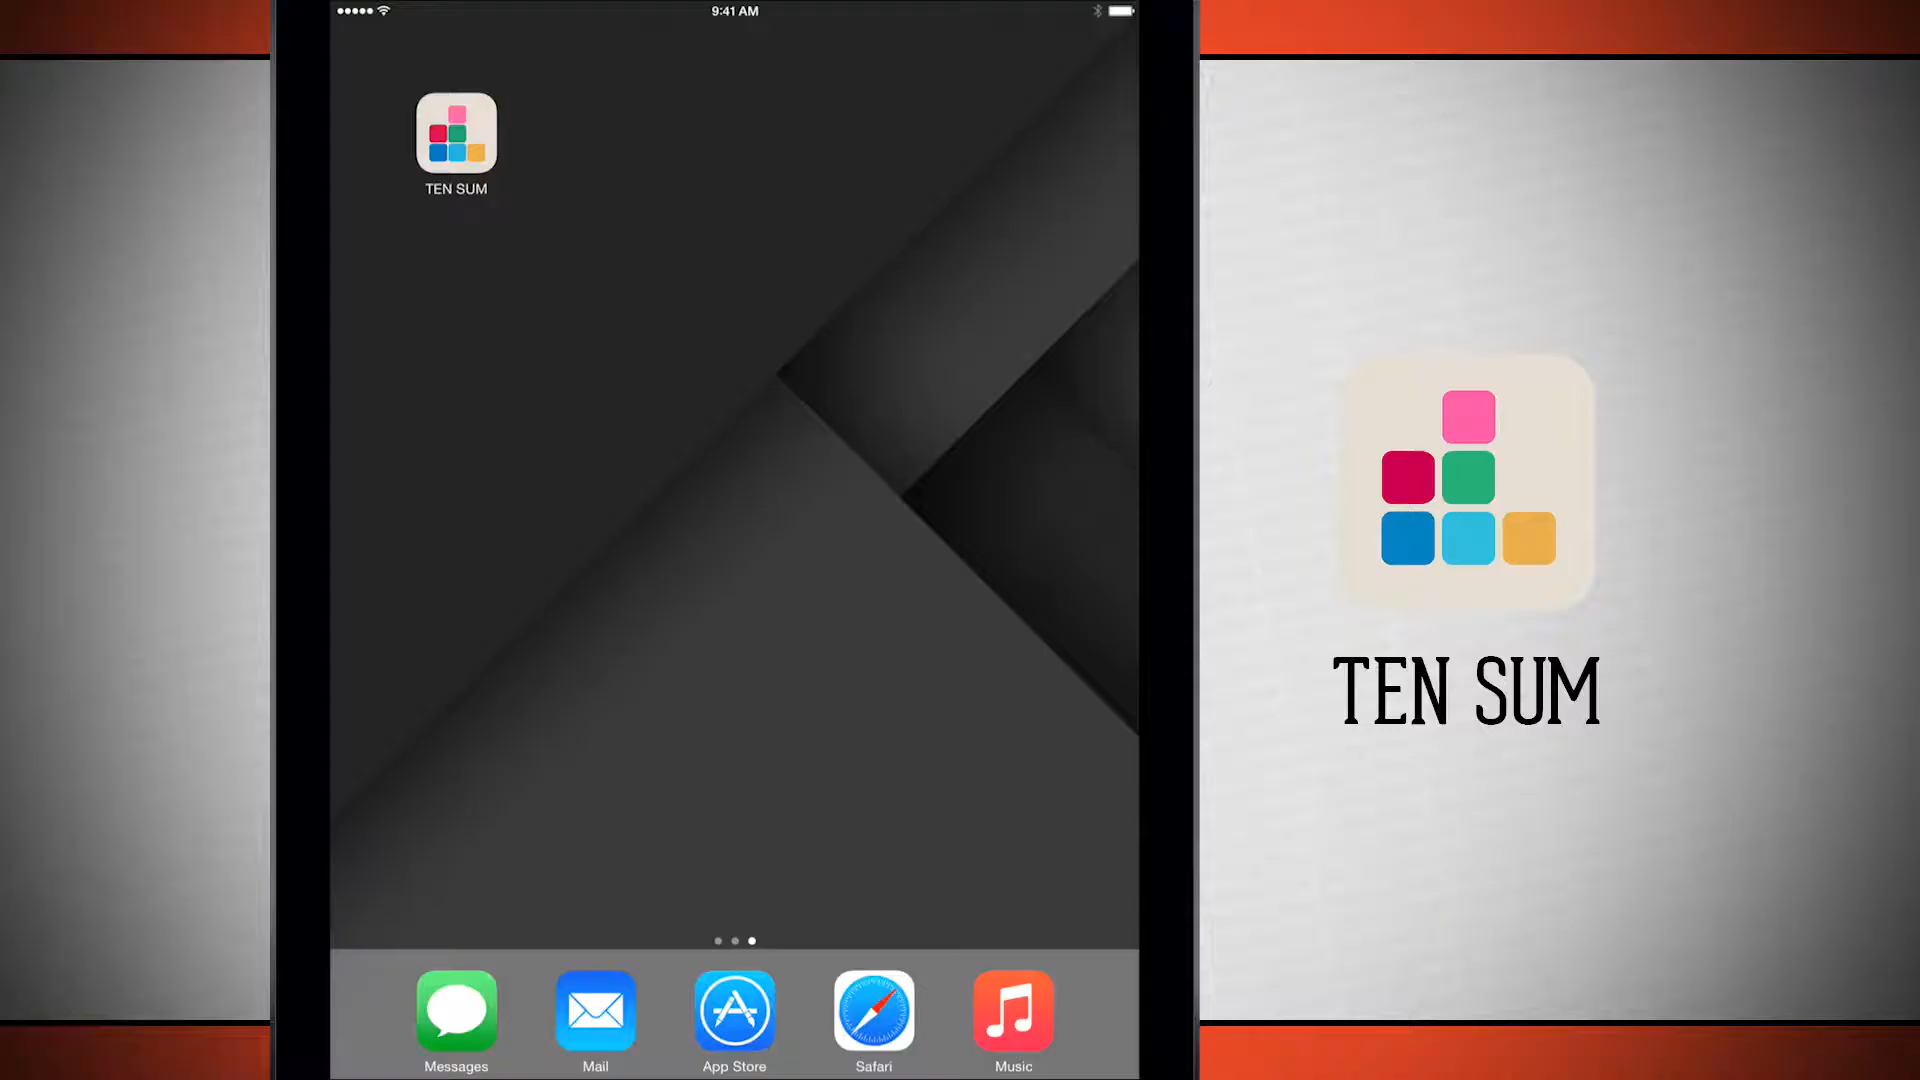 9:41 AM
TEN SUM
TEN SUM
Messages
Mail
App Store
Safari
Music